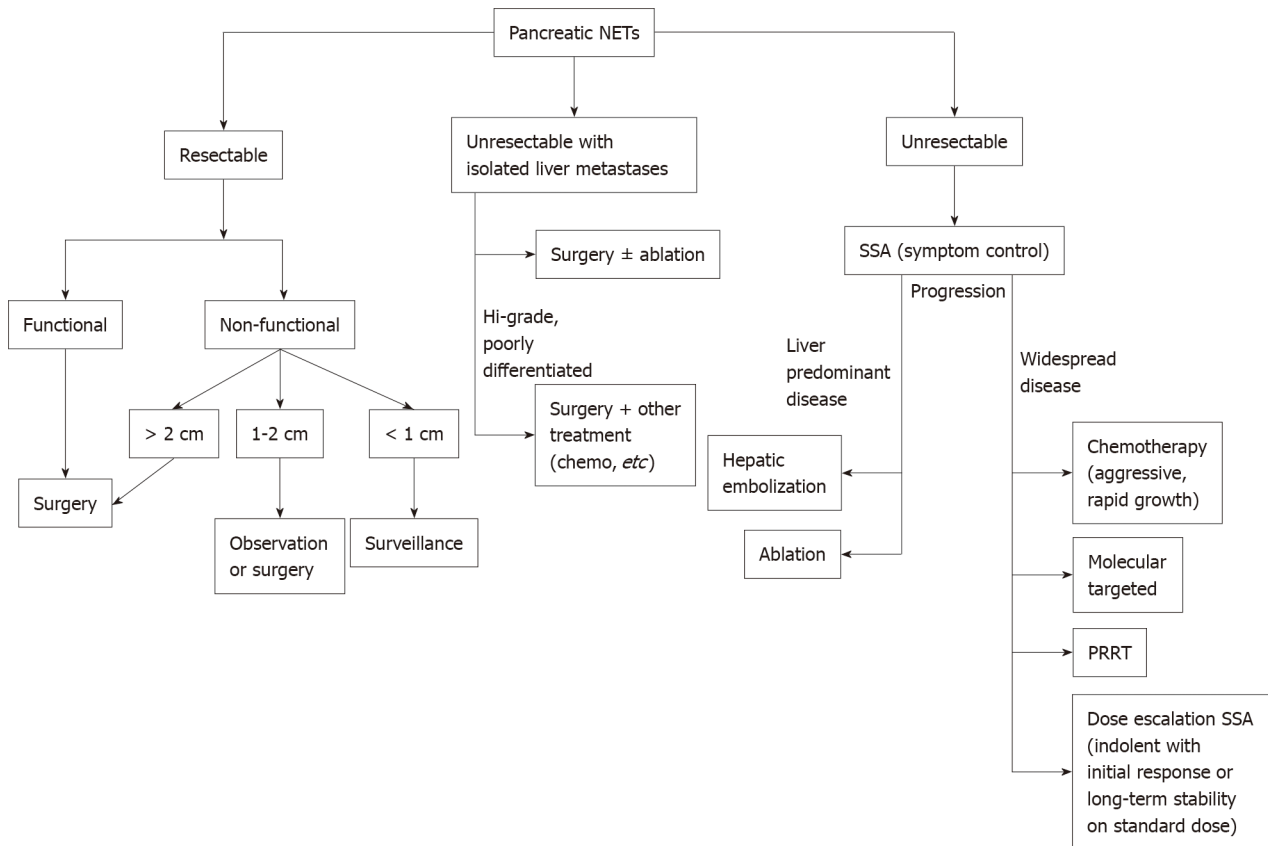 Pancreatic NETs
Resectable
Unresectable with
isolated liver metastases
Unresectable
Surgery ± ablation
SSA (symptom control)
Progression
Functional
Non-functional
Hi-grade,
poorly
differentiated
Liver
predominant
disease
Widespread
disease
> 2 cm
1-2 cm
< 1 cm
Surgery + other
treatment
(chemo, etc)
Hepatic
embolization
Chemotherapy
(aggressive,
rapid growth)
Surgery
Observation
or surgery
Surveillance
Ablation
Molecular
targeted
PRRT
Dose escalation SSA
(indolent with
initial response or
long-term stability
on standard dose)